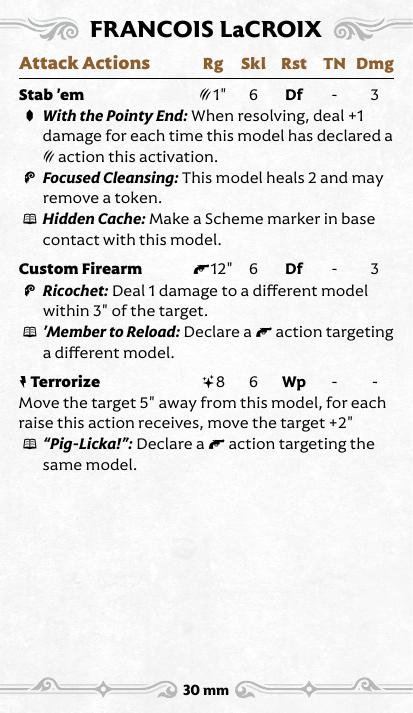 FRANCOIS LaCROIX
Attack Actions Rg Skl Rst TN Dmg
Stab ’em 1" 6 Df - 3
With the Pointy End: When resolving, deal +1
damage for each time this model has declared a
action this activation.
Focused Cleansing: This model heals 2 and may
remove a token.
Hidden Cache: Make a Scheme marker in base
contact with this model.
Custom Firearm 12" 6 Df - 3
Ricochet: Deal 1 damage to a different model
within 3" of the target.
’Member to Reload: Declare a action targeting
a different model.
Terrorize 8 6 Wp - -
Move the target 5" away from this model, for each
raise this action receives, move the target +2"
“Pig-Licka!”: Declare a action targeting the
same model.
30 mm